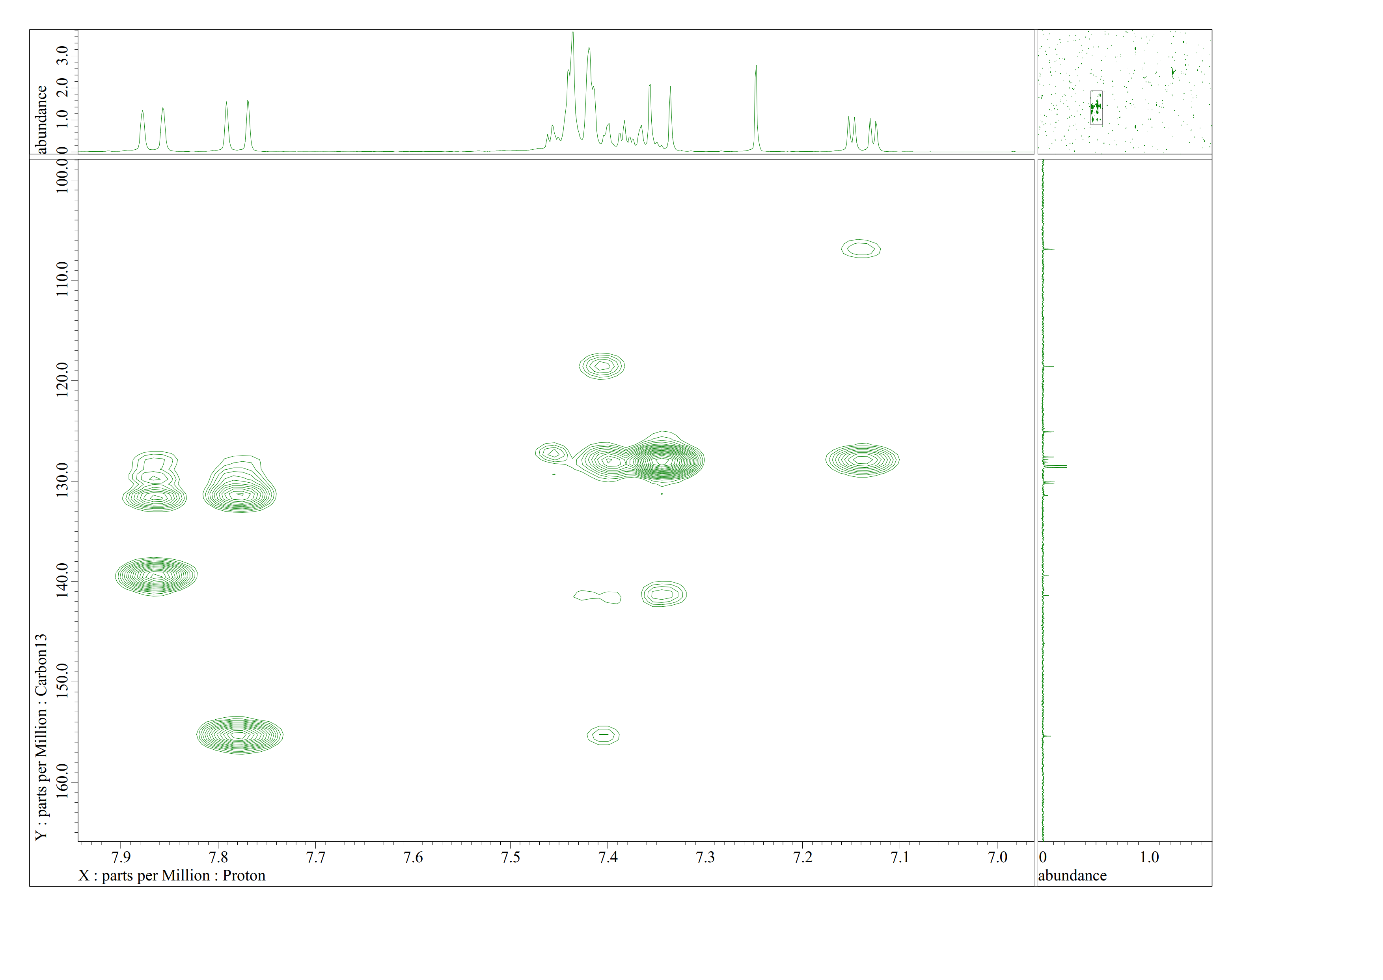 abundance
0 1.0 2.0 3.0
100.0
110.0
120.0
130.0
140.0
150.0
160.0
Y : parts per Million : Carbon13
7.9 7.8 7.7 7.6 7.5 7.4 7.3 7.2 7.1 7.0
X : parts per Million : Proton
0 1.0
abundance